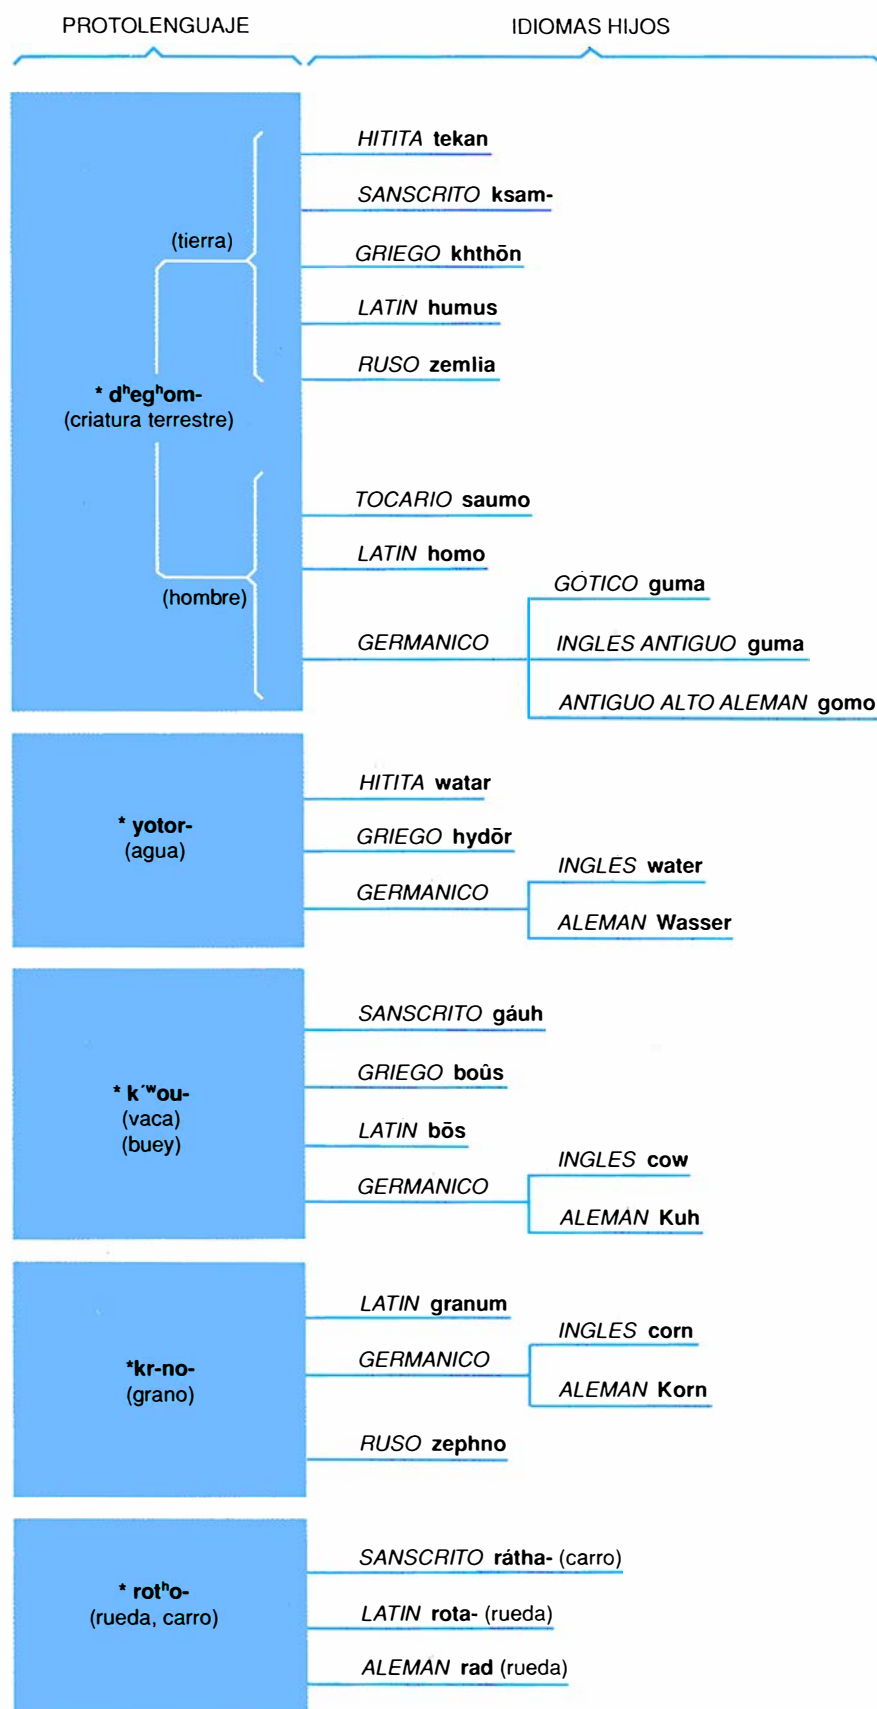 PROTOLENGUAJE
IDIOMAS HIJOS
* dʰegʰom-
(criatura terrestre)
(tierra)
HITITA tekan
SANSCRITO ksam-
GRIEGO khthōn
LATIN humus
RUSO zemlia
(hombre)
TOCARIO saumo
LATIN homo
GERMANICO
GÓTICO guma
INGLES ANTIGUO guma
ANTIGUO ALTO ALEMAN gomo
* yotor-
(agua)
HITITA watar
GRIEGO hydōr
GERMANICO
INGLES water
ALEMAN Wasser
* k´ʷou-
(vaca)
(buey)
SANSCRITO gáuh
GRIEGO boûs
LATIN bōs
GERMANICO
INGLES cow
ALEMAN Kuh
*kr-no-
(grano)
LATIN granum
GERMANICO
INGLES corn
ALEMAN Korn
RUSO zephno
* rotʰo-
(rueda, carro)
SANSCRITO rátha- (carro)
LATIN rota- (rueda)
ALEMAN rad (rueda)